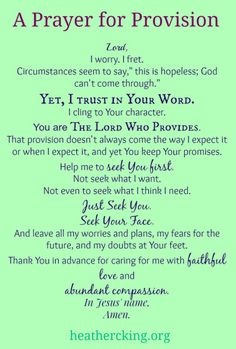 A Prayer for Provision
Lord,
I worry. I fret.
Circumstances seem to say," this is hopeless; God
can't come through."
YET, I TRUST IN YOUR WORD.
I cling to Your character.
YOU ARE THE LORD WHO PROVIDES.
That provision doesn't always come the way I expect it
or when I expect it, and yet You keep Your promises.
Help me to seek You first.
Not seek what I want.
Not even to seek what I think I need.
Just Seek You.
Seek Your Face.
And leave all my worries and plans, my fears for the
future, and my doubts at Your feet.
Thank You in advance for caring for me with faithful
love and
abundant compassion.
In Jesus' name,
Amen.
heathercking.org